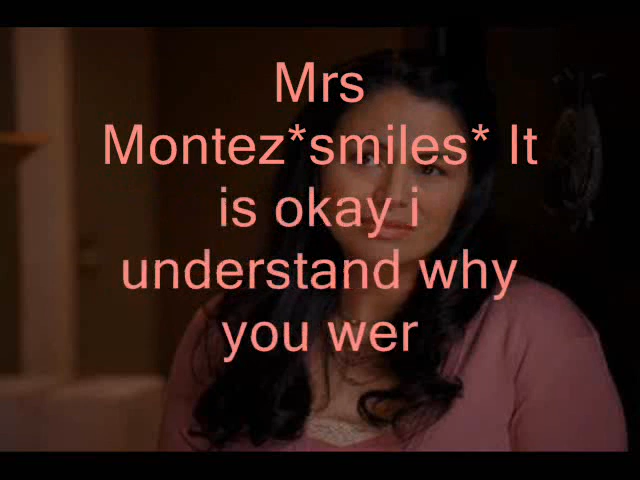 Mrs
Montez*smiles* It
is okay i
understand why
you wer